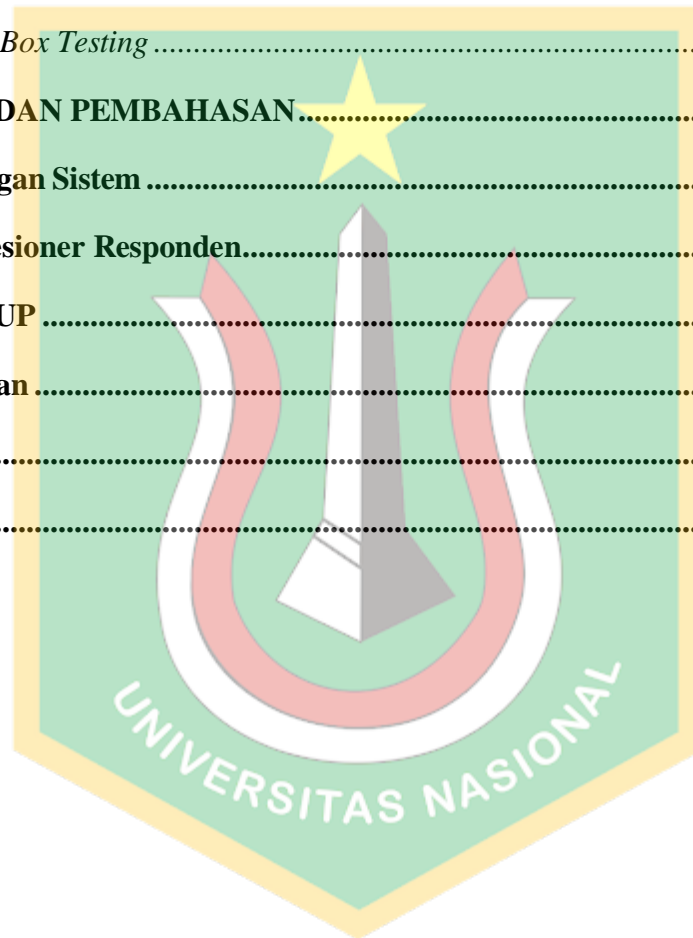 Box Testing ................................................................
DAN PEMBAHASAN................................................
gan Sistem ................................................................
esioner Responden................................................
UP ................................................................
an ................................................................
................................................................
................................................................
UNIVERSITAS NASIONAL